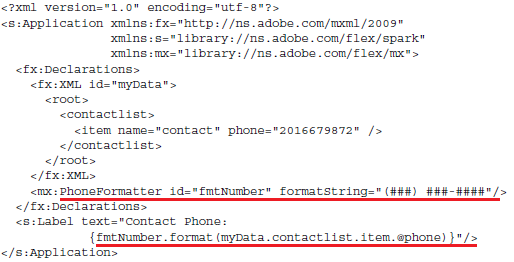 <?xml version="1.0" encoding="utf-8"?>
<s:Application xmlns:fx="http://ns.adobe.com/mxml/2009"
xmlns:s="library://ns.adobe.com/flex/spark"
xmlns:mx="library://ns.adobe.com/flex/mx">
<fx:Declarations>
<fx:XML id="myData">
<root>
<contactlist>
<item name="contact" phone="2016679872" />
</contactlist>
</root>
</fx:XML>
<mx:PhoneFormatter id="fmtNumber" formatString="(###) ###-####"/>
</fx:Declarations>
<s:Label text="Contact Phone:
{fmtNumber.format(myData.contactlist.item.@phone)}"/>
</s:Application>